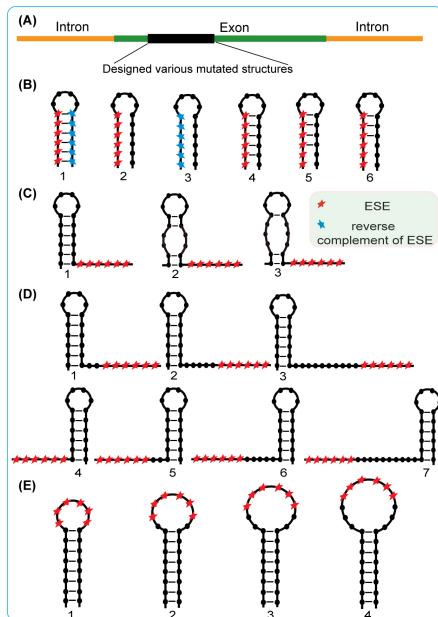 (A)
Intron Exon Intron
Designed various mutated structures
(B)
1 2 3 4 5 6
(C)
1 2 3
ESE
reverse
complement of ESE
(D)
1 2 3
4 5 6 7
(E)
1 2 3 4